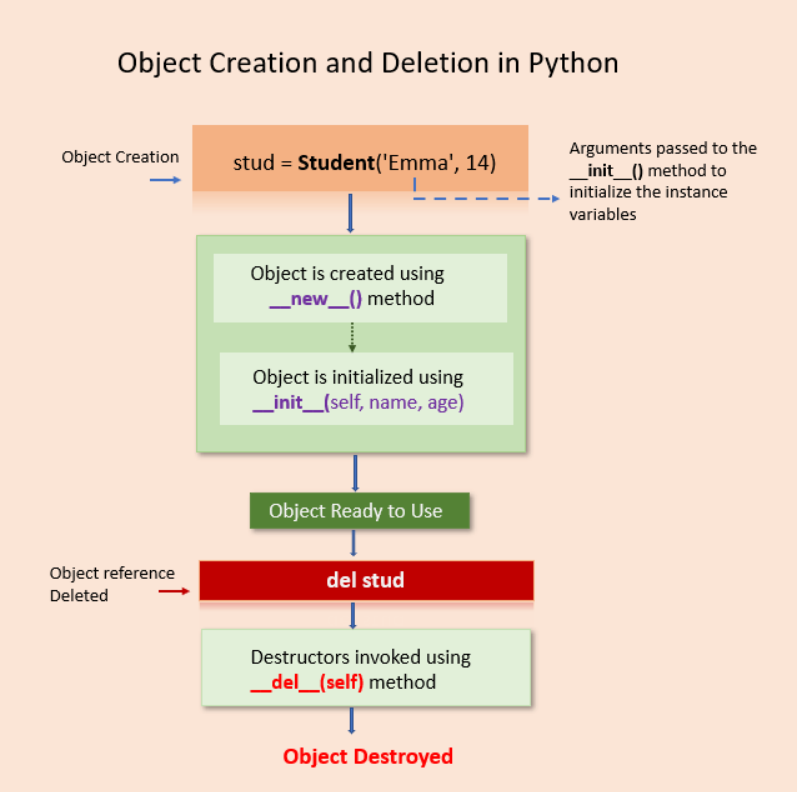 Object Creation and Deletion in Python
Object Creation
stud = Student('Emma', 14)
Arguments passed to the
__init__() method to
initialize the instance
variables
Object is created using
__new__() method
Object is initialized using
__init__(self, name, age)
Object Ready to Use
Object reference
Deleted
del stud
Destructors invoked using
__del__(self) method
Object Destroyed